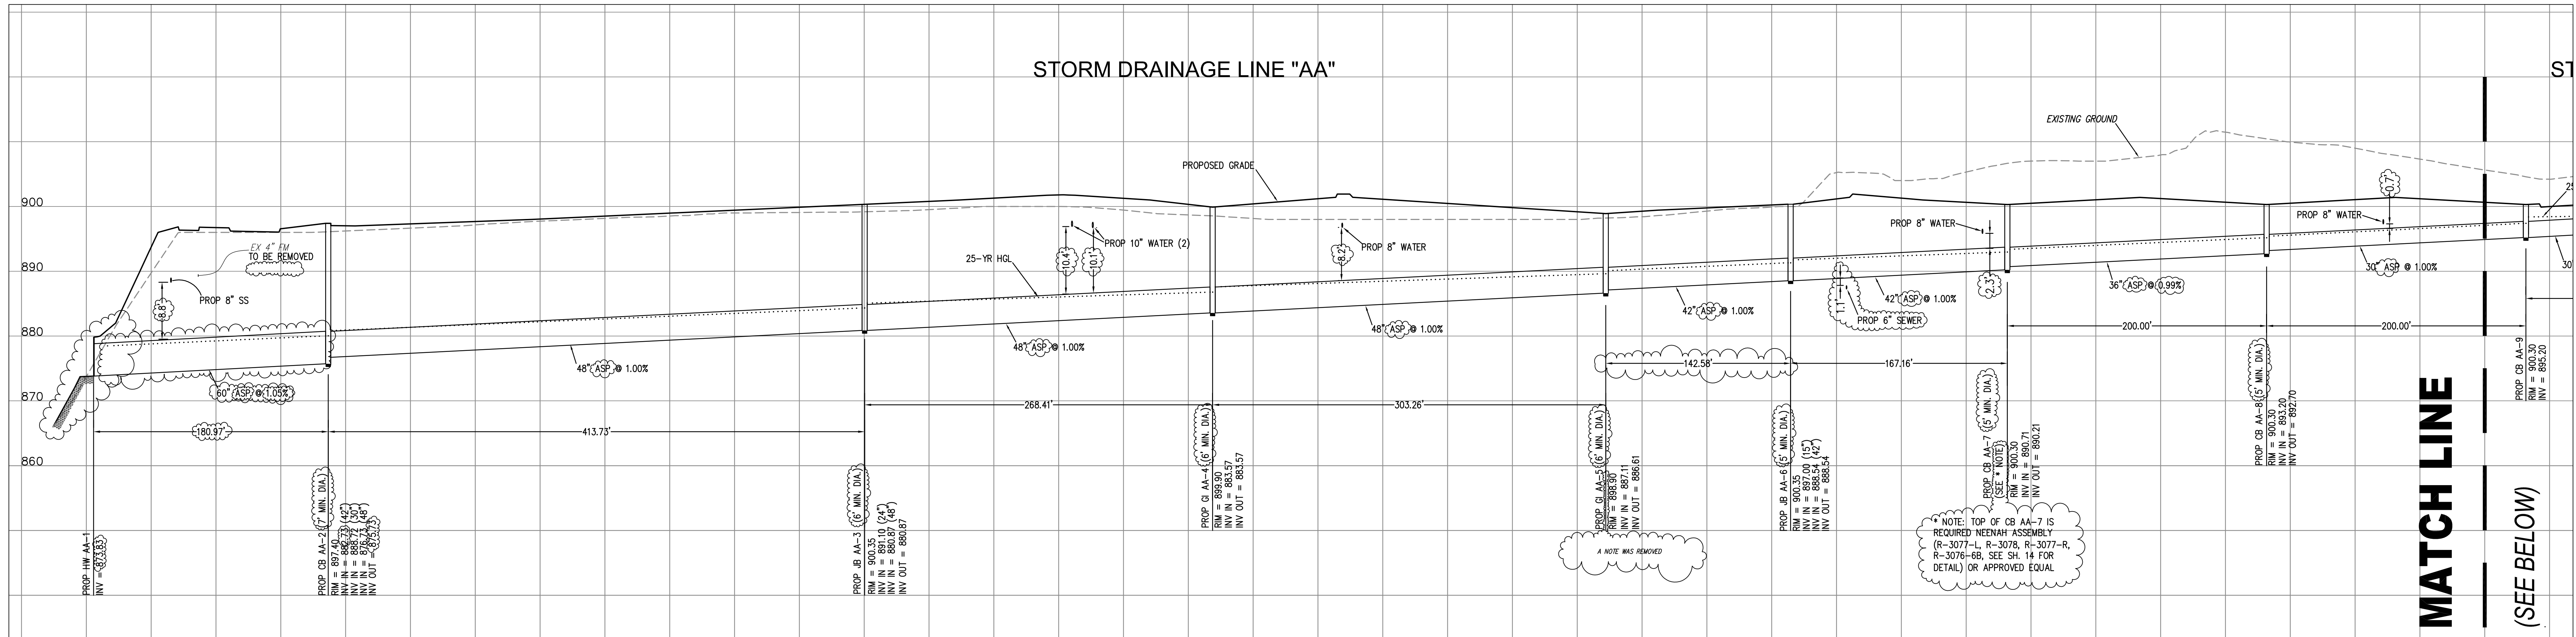 STORM DRAINAGE LINE "AA"
ST
EXISTING GROUND
PROPOSED GRADE
900
890
880
870
860
EX 4" FM
TO BE REMOVED
PROP 8" SS
8.8'
60" ASP @ 1.05%
180.97'
48" ASP @ 1.00%
413.73'
25-YR HGL
10.4'
10.1'
PROP 10" WATER (2)
48" ASP @ 1.00%
268.41'
8.2'
PROP 8" WATER
48" ASP @ 1.00%
303.26'
42" ASP @ 1.00%
142.58'
1.1'
PROP 6" SEWER
42" ASP @ 1.00%
167.16'
PROP 8" WATER
2.3'
36" ASP @ 0.99%
200.00'
PROP 8" WATER
0.7'
30" ASP @ 1.00%
200.00'
25
30
PROP HW AA-1
INV = 873.83
PROP CB AA-2 (7' MIN. DIA.)
RIM = 897.40
INV IN = 882.73 (42")
INV IN = 888.72 (30")
INV IN = 876.73 (48")
INV OUT = 875.73
PROP JB AA-3 (6' MIN. DIA.)
RIM = 900.35
INV IN = 891.10 (24")
INV IN = 880.87 (48")
INV OUT = 880.87
PROP GI AA-4 (6' MIN. DIA.)
RIM = 899.90
INV IN = 883.57
INV OUT = 883.57
PROP GI AA-5 (6' MIN. DIA.)
RIM = 898.90
INV IN = 887.11
INV OUT = 886.61
A NOTE WAS REMOVED
PROP JB AA-6 (5' MIN. DIA.)
RIM = 900.35
INV IN = 897.00 (15")
INV IN = 888.54 (42")
INV OUT = 888.54
PROP CB AA-7 (5' MIN. DIA.)
(SEE * NOTE)
RIM = 900.30
INV IN = 890.71
INV OUT = 890.21
* NOTE: TOP OF CB AA-7 IS
REQUIRED NEENAH ASSEMBLY
(R-3077-L, R-3078, R-3077-R,
R-3076-6B, SEE SH. 14 FOR
DETAIL) OR APPROVED EQUAL
PROP CB AA-8 (5' MIN. DIA.)
RIM = 900.30
INV IN = 893.20
INV OUT = 892.70
PROP CB AA-9
RIM = 900.30
INV = 895.20
MATCH LINE
(SEE BELOW)